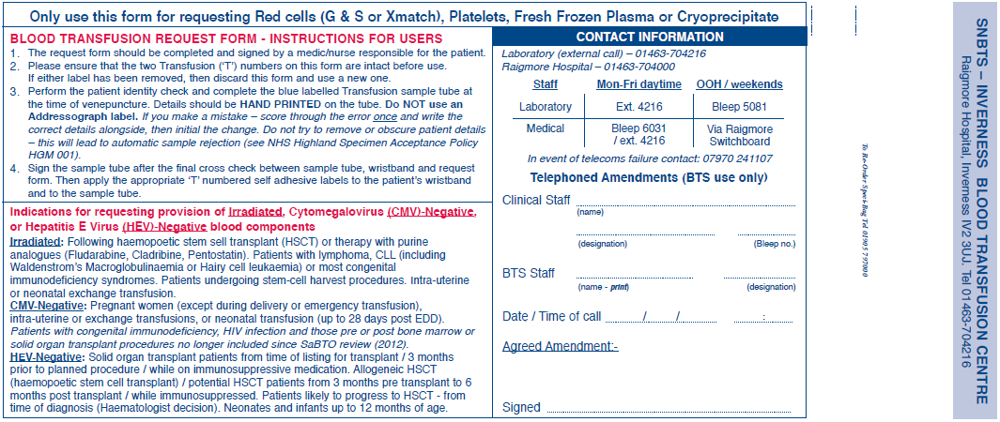 Only use this form for requesting Red cells (G & S or Xmatch), Platelets, Fresh Frozen Plasma or Cryoprecipitate
BLOOD TRANSFUSION REQUEST FORM - INSTRUCTIONS FOR USERS
1. The request form should be completed and signed by a medic/nurse responsible for the patient.
2. Please ensure that the two Transfusion (‘T’) numbers on this form are intact before use.
If either label has been removed, then discard this form and use a new one.
3. Perform the patient identity check and complete the blue labelled Transfusion sample tube at
the time of venepuncture. Details should be HAND PRINTED on the tube. Do NOT use an
Addressograph label. If you make a mistake – score through the error once and write the
correct details alongside, then initial the change. Do not try to remove or obscure patient details
– this will lead to automatic sample rejection (see NHS Highland Specimen Acceptance Policy
HGM 001).
4. Sign the sample tube after the final cross check between sample tube, wristband and request
form. Then apply the appropriate ‘T’ numbered self adhesive labels to the patient's wristband
and to the sample tube.
Indications for requesting provision of Irradiated, Cytomegalovirus (CMV)-Negative,
or Hepatitis E Virus (HEV)-Negative blood components
Irradiated: Following haemopoetic stem sell transplant (HSCT) or therapy with purine
analogues (Fludarabine, Cladribine, Pentostatin). Patients with lymphoma, CLL (including
Waldenstrom's Macroglobulinaemia or Hairy cell leukaemia) or most congenital
immunodeficiency syndromes. Patients undergoing stem-cell harvest procedures. Intra-uterine
or neonatal exchange transfusion.
CMV-Negative: Pregnant women (except during delivery or emergency transfusion),
intra-uterine or exchange transfusions, or neonatal transfusion (up to 28 days post EDD).
Patients with congenital immunodeficiency, HIV infection and those pre or post bone marrow or
solid organ transplant procedures no longer included since SaBTO review (2012).
HEV-Negative: Solid organ transplant patients from time of listing for transplant / 3 months
prior to planned procedure / while on immunosuppressive medication. Allogeneic HSCT
(haemopoetic stem cell transplant) / potential HSCT patients from 3 months pre transplant to 6
months post transplant / while immunosuppressed. Patients likely to progress to HSCT - from
time of diagnosis (Haematologist decision). Neonates and infants up to 12 months of age.
CONTACT INFORMATION
Laboratory (external call) – 01463-704216
Raigmore Hospital – 01463-704000
Staff Mon-Fri daytime OOH / weekends
Laboratory Ext. 4216 Bleep 5081
Medical Bleep 6031 Via Raigmore
/ ext. 4216 Switchboard
In event of telecoms failure contact: 07970 241107
Telephoned Amendments (BTS use only)
Clinical Staff
(name)
(designation) (Bleep no.)
BTS Staff
(name - print) (designation)
Date / Time of call / / :
Agreed Amendment:-
Signed
To Re-Order Speci-Bag Tel 01905 797800
SNBTS – INVERNESS BLOOD TRANSFUSION CENTRE
Raigmore Hospital, Inverness IV2 3UJ. Tel 01463-704216